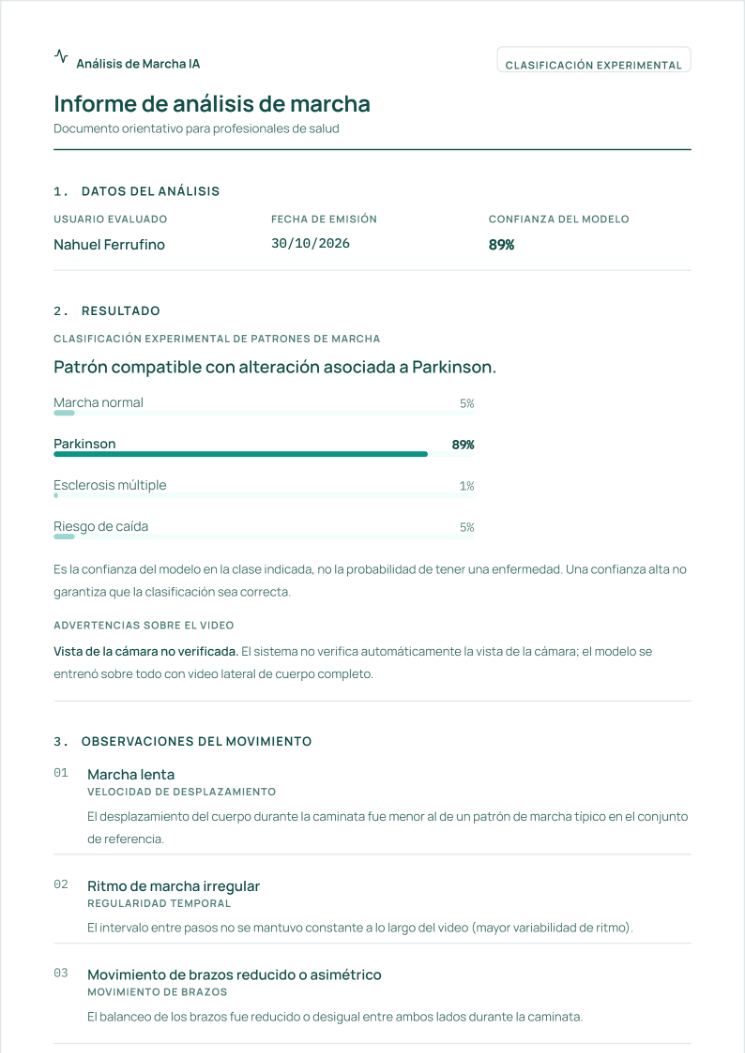 Análisis de Marcha IA
CLASIFICACIÓN EXPERIMENTAL
Informe de análisis de marcha
Documento orientativo para profesionales de salud
1. DATOS DEL ANÁLISIS
USUARIO EVALUADO
Nahuel Ferrufino
FECHA DE EMISIÓN
30/10/2026
CONFIANZA DEL MODELO
89%
2. RESULTADO
CLASIFICACIÓN EXPERIMENTAL DE PATRONES DE MARCHA
Patrón compatible con alteración asociada a Parkinson.
Marcha normal 5%
Parkinson 89%
Esclerosis múltiple 1%
Riesgo de caída 5%
Es la confianza del modelo en la clase indicada, no la probabilidad de tener una enfermedad. Una confianza alta no
garantiza que la clasificación sea correcta.
ADVERTENCIAS SOBRE EL VIDEO
Vista de la cámara no verificada. El sistema no verifica automáticamente la vista de la cámara; el modelo se
entrenó sobre todo con video lateral de cuerpo completo.
3. OBSERVACIONES DEL MOVIMIENTO
01 Marcha lenta
VELOCIDAD DE DESPLAZAMIENTO
El desplazamiento del cuerpo durante la caminata fue menor al de un patrón de marcha típico en el conjunto
de referencia.
02 Ritmo de marcha irregular
REGULARIDAD TEMPORAL
El intervalo entre pasos no se mantuvo constante a lo largo del video (mayor variabilidad de ritmo).
03 Movimiento de brazos reducido o asimétrico
MOVIMIENTO DE BRAZOS
El balanceo de los brazos fue reducido o desigual entre ambos lados durante la caminata.